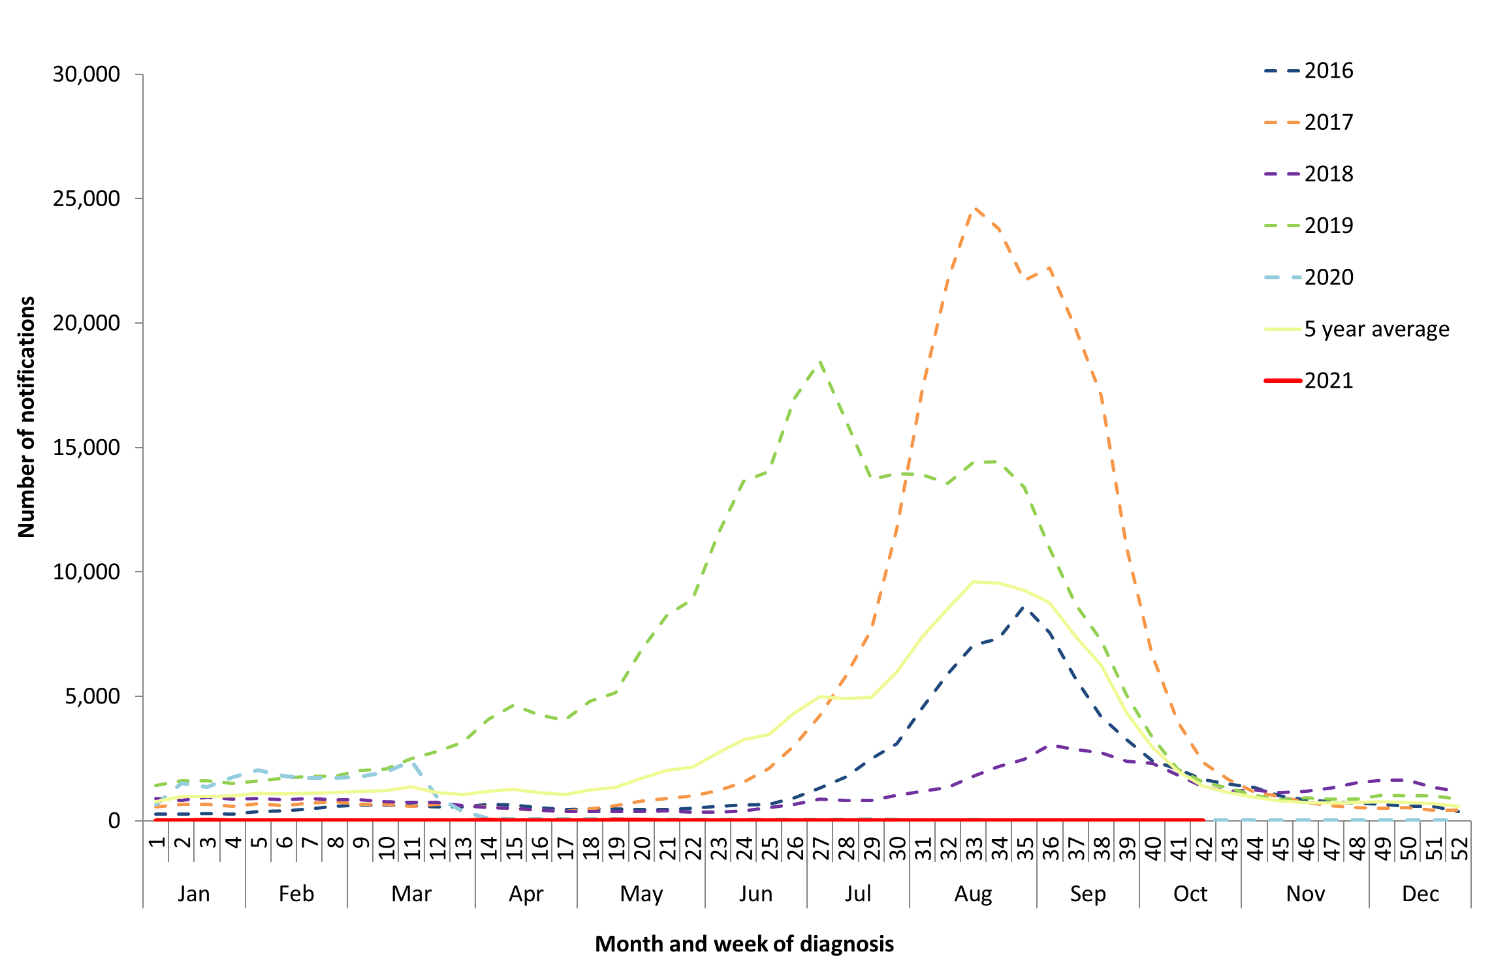 30,000
25,000
20,000
15,000
10,000
5,000
0
Number of notifications
2016
2017
2018
2019
2020
5 year average
2021
1 2 3 4 5 6 7 8 9 10 11 12 13 14 15 16 17 18 19 20 21 22 23 24 25 26 27 28 29 30 31 32 33 34 35 36 37 38 39 40 41 42 43 44 45 46 47 48 49 50 51 52
Jan Feb Mar Apr May Jun Jul Aug Sep Oct Nov Dec
Month and week of diagnosis